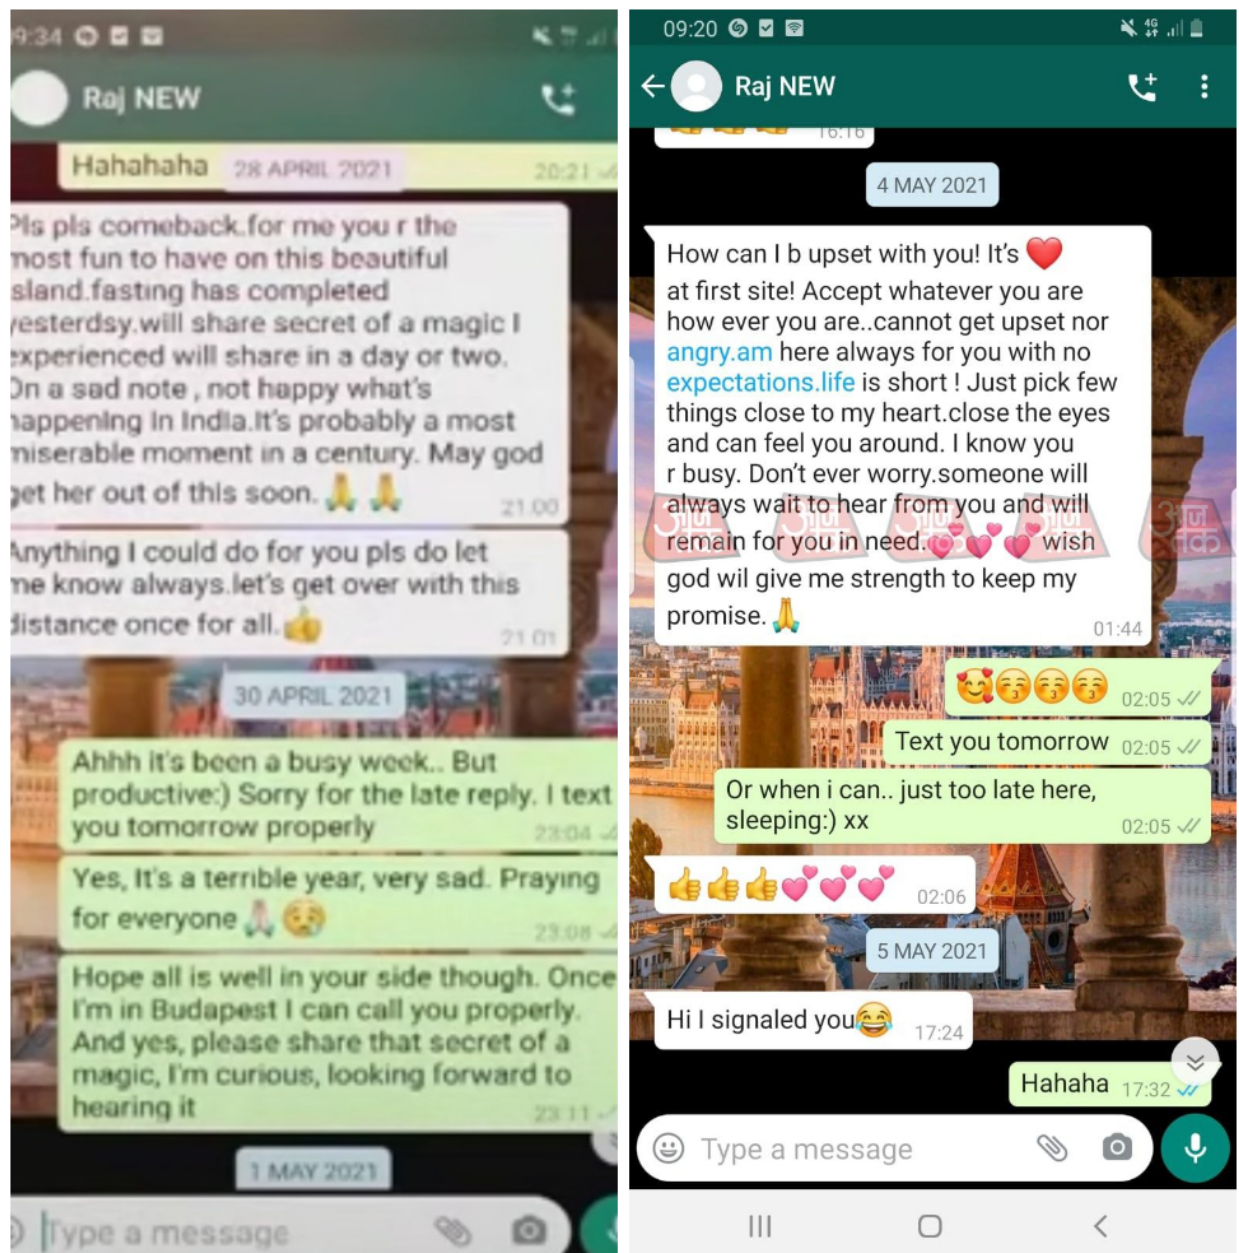 9:34
Raj NEW
Hahahaha
28 APRIL 2021
20:21
Pls pls comeback.for me you r the
most fun to have on this beautiful
sland.fasting has completed
yesterdsy.will share secret of a magic I
experienced will share in a day or two.
On a sad note , not happy what's
happening in India.It's probably a most
miserable moment in a century. May god
get her out of this soon. 🙏 🙏
21:00
Anything I could do for you pls do let
me know always.let's get over with this
distance once for all.👍
21:01
30 APRIL 2021
Ahhh it's been a busy week.. But
productive:) Sorry for the late reply. I text
you tomorrow properly
23:04
Yes, It's a terrible year, very sad. Praying
for everyone 🙏 😢
23:08
Hope all is well in your side though. Once
I'm in Budapest I can call you properly.
And yes, please share that secret of a
magic, I'm curious, looking forward to
hearing it
23:11
1 MAY 2021
Type a message
09:20
4G
Raj NEW
👍👍👍 16:16
4 MAY 2021
How can I b upset with you! It's ❤️
at first site! Accept whatever you are
how ever you are..cannot get upset nor
angry.am here always for you with no
expectations.life is short ! Just pick few
things close to my heart.close the eyes
and can feel you around. I know you
r busy. Don't ever worry.someone will
always wait to hear from you and will
remain for you in need.💕💕💕 wish
god wil give me strength to keep my
promise. 🙏
01:44
आज तक आज तक आज तक आज तक आज तक
🥰😚😚😚 02:05
Text you tomorrow 02:05
Or when i can.. just too late here,
sleeping:) xx
02:05
👍👍👍💕💕💕 02:06
5 MAY 2021
Hi I signaled you😂 17:24
Hahaha 17:32
Type a message